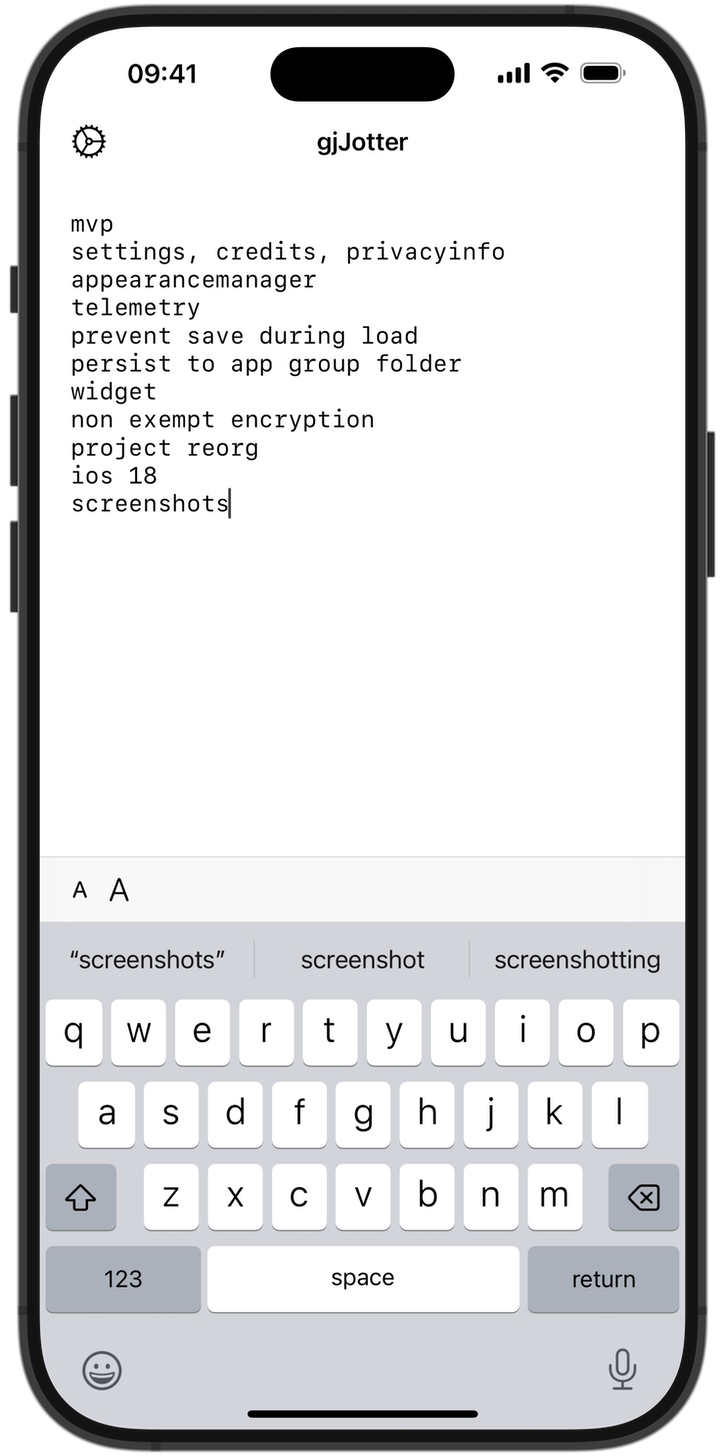 09:41
gjJotter
mvp
settings, credits, privacyinfo
appearancemanager
telemetry
prevent save during load
persist to app group folder
widget
non exempt encryption
project reorg
ios 18
screenshots
A A
“screenshots” screenshot screenshotting
q w e r t y u i o p
a s d f g h j k l
z x c v b n m
123 space return